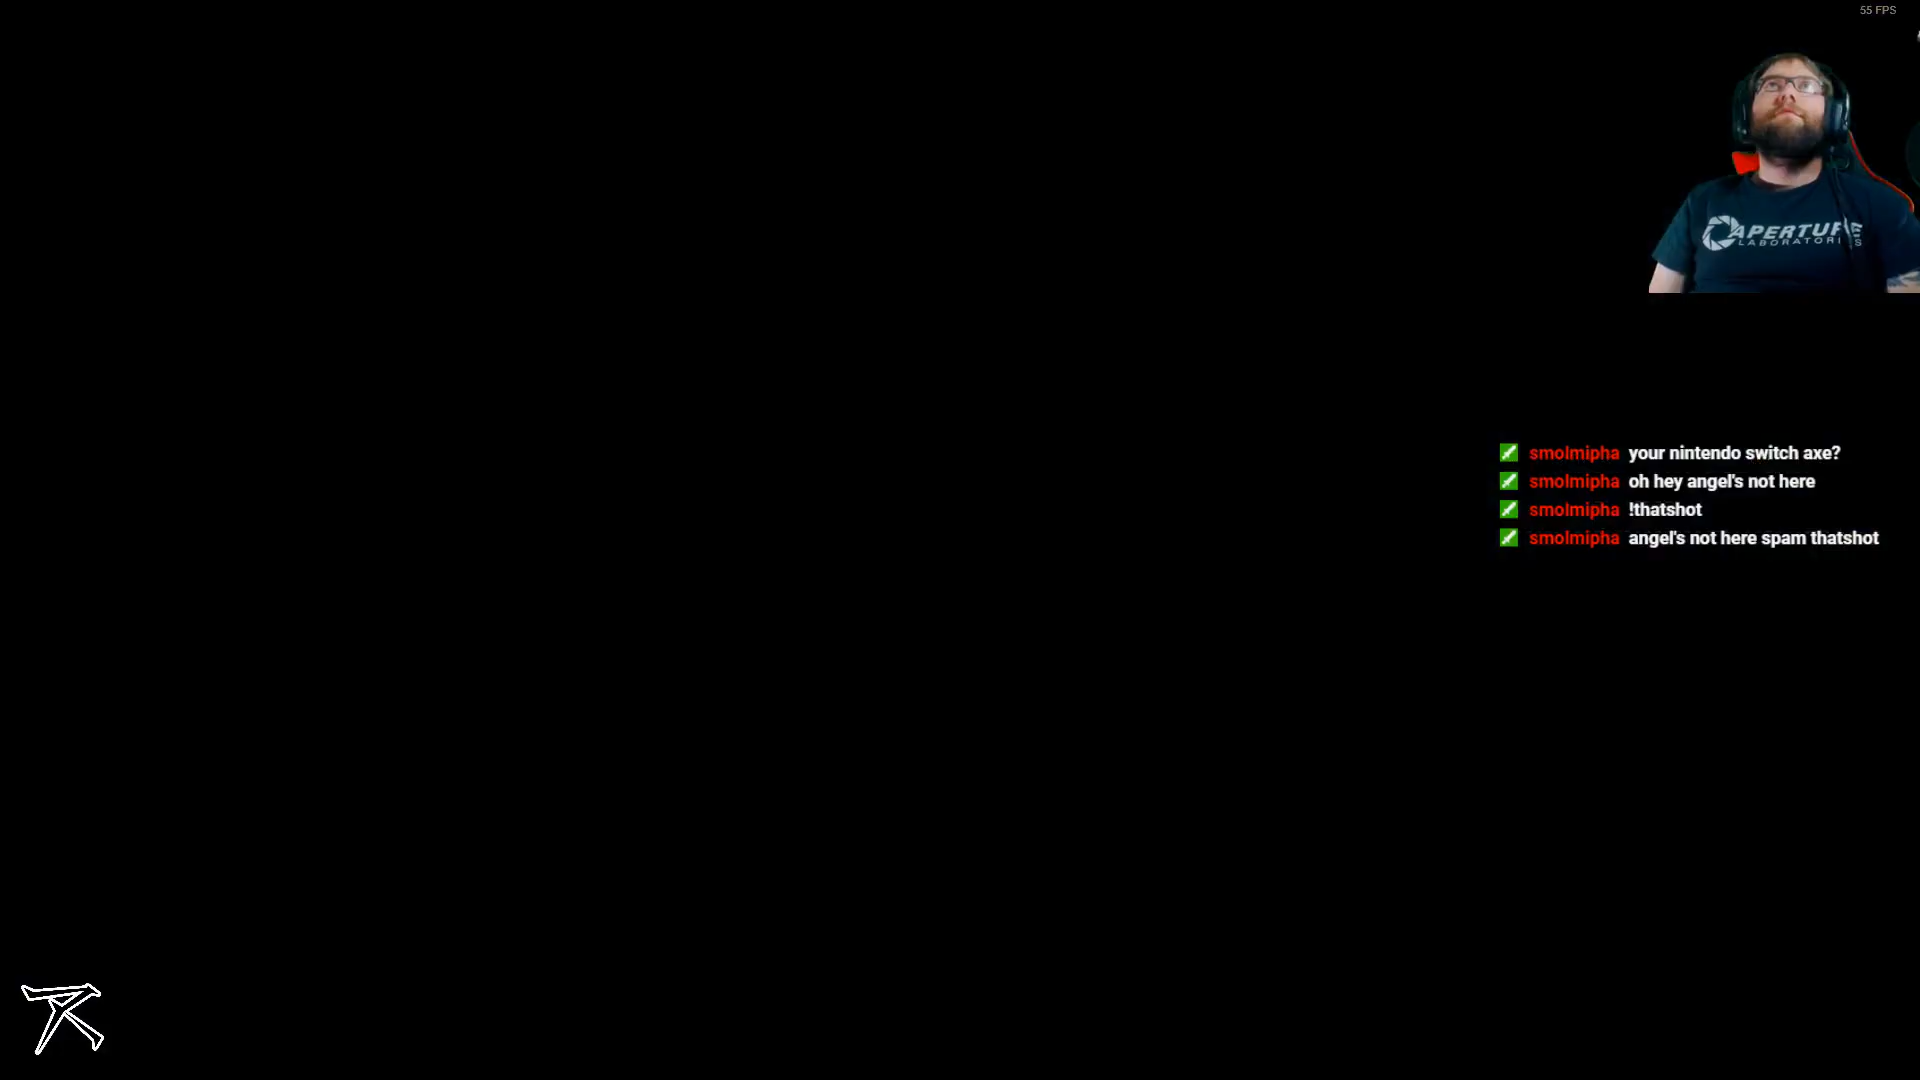 55 FPS
APERTURE
LABORATORIES
smolmipha your nintendo switch axe?
smolmipha oh hey angel's not here
smolmipha !thatshot
smolmipha angel's not here spam thatshot